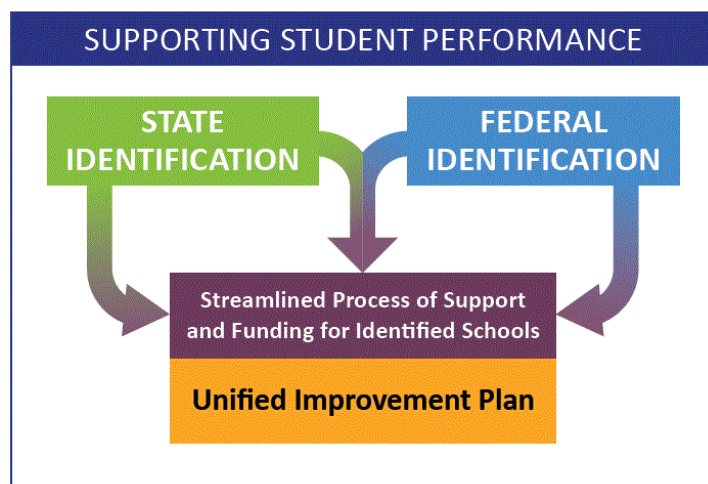 SUPPORTING STUDENT PERFORMANCE
STATE
IDENTIFICATION
FEDERAL
IDENTIFICATION
Streamlined Process of Support
and Funding for Identified Schools
Unified Improvement Plan